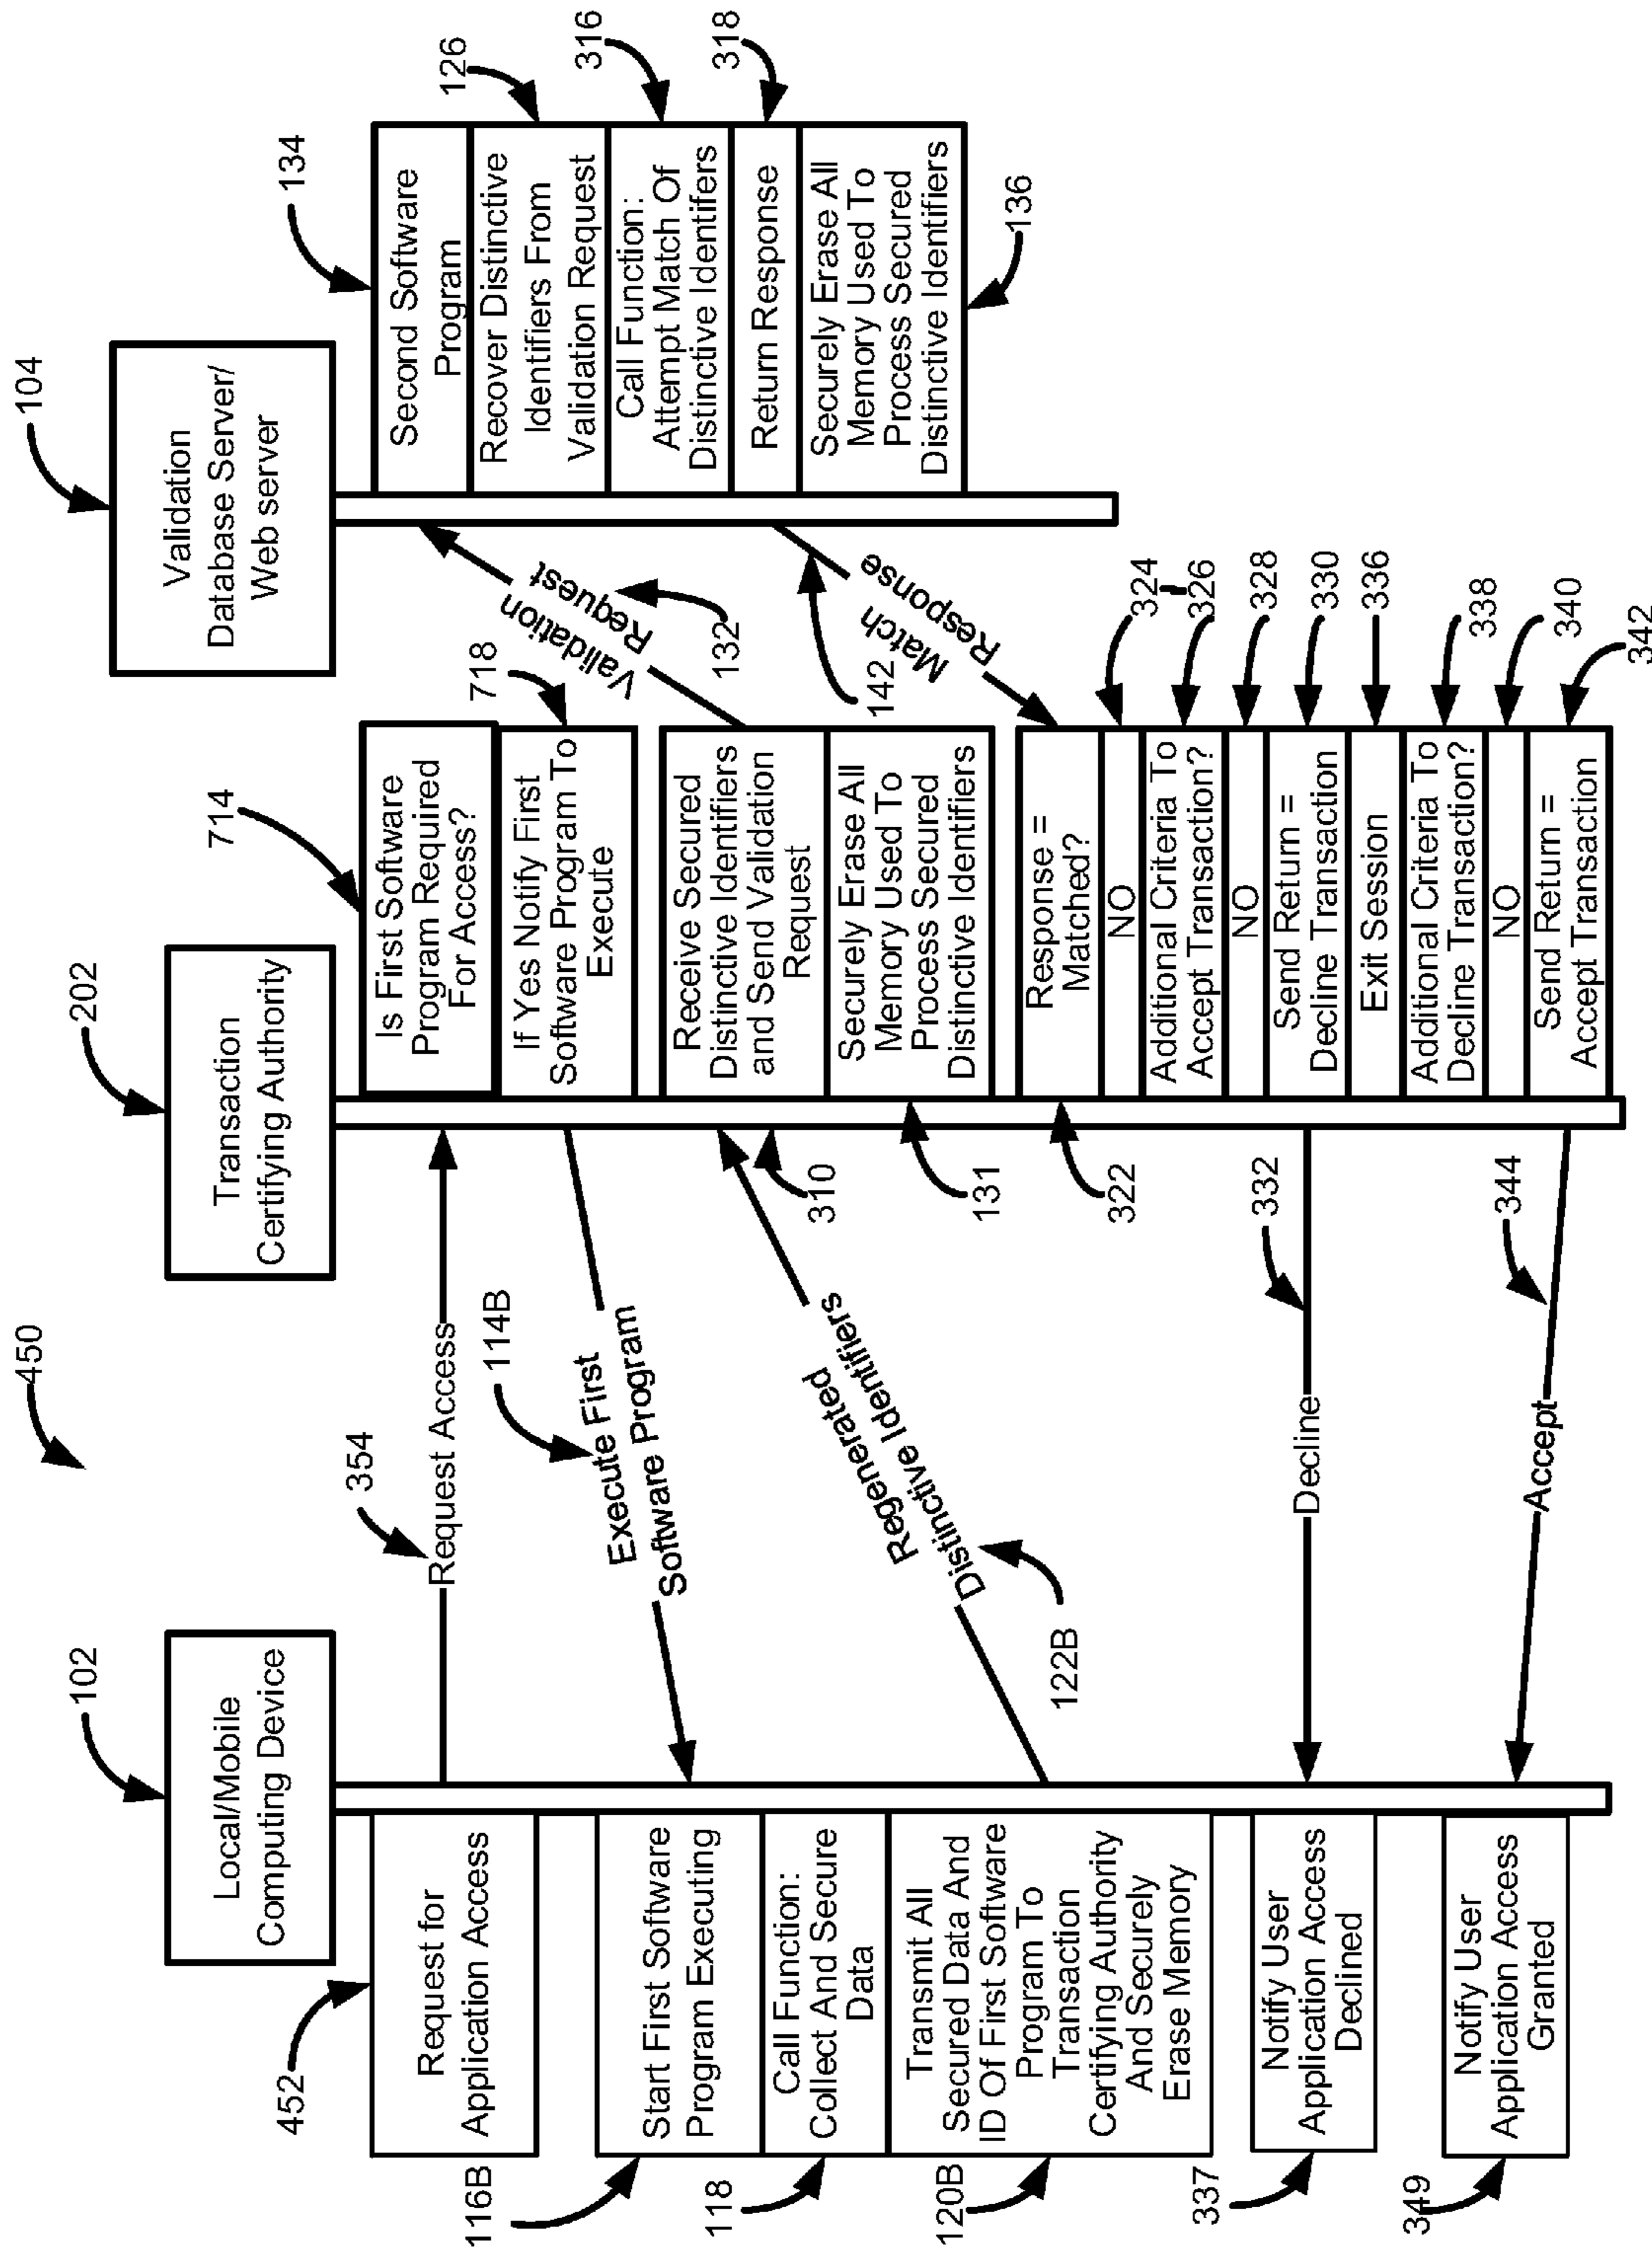 450
102
Local/Mobile
Computing Device
202
Transaction
Certifying Authority
104
Validation
Database Server/
Web server
452
Request for
Application Access
354
Request Access
714
Is First Software
Program Required
For Access?
718
If Yes Notify First
Software Program To
Execute
114B
Execute First
Software Program
116B
Start First Software
Program Executing
118
Call Function:
Collect And Secure
Data
120B
Transmit All
Secured Data And
ID Of First Software
Program To
Transaction
Certifying Authority
And Securely
Erase Memory
122B
Regenerated
Distinctive Identifiers
310
Receive Secured
Distinctive Identifiers
and Send Validation
Request
131
Securely Erase All
Memory Used To
Process Secured
Distinctive Identifiers
132
Validation
Request
134
Second Software
Program
126
Recover Distinctive
Identifiers From
Validation Request
316
Call Function:
Attempt Match Of
Distinctive Identifers
318
Return Response
Securely Erase All
Memory Used To
Process Secured
Distinctive Identifiers
136
142
Match
Response
322
Response =
Matched?
324
NO
326
Additional Criteria To
Accept Transaction?
328
NO
330
Send Return =
Decline Transaction
336
Exit Session
338
Additional Criteria To
Decline Transaction?
340
NO
342
Send Return =
Accept Transaction
332
Decline
337
Notify User
Application Access
Declined
344
Accept
349
Notify User
Application Access
Granted